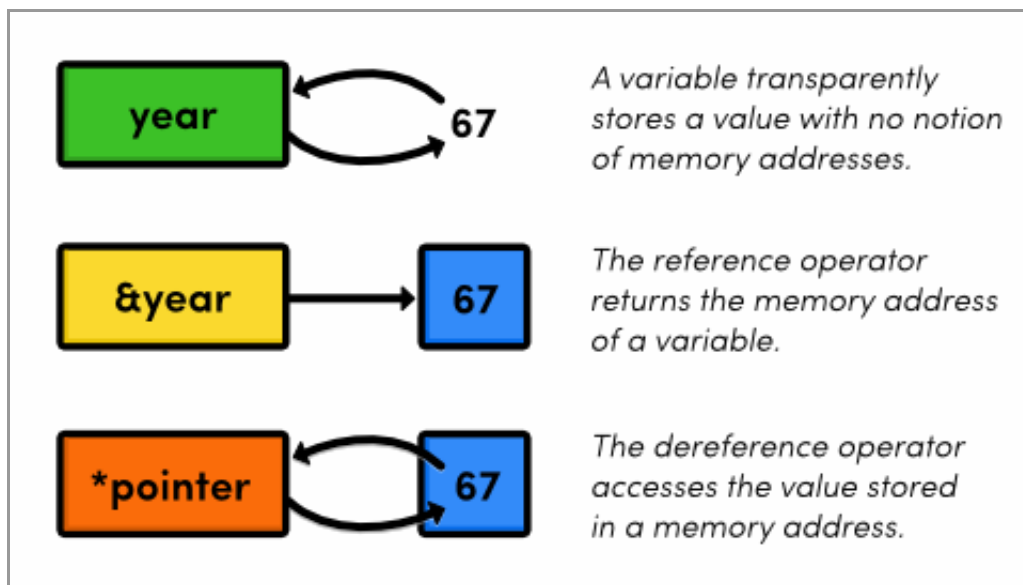 year
67
A variable transparently
stores a value with no notion
of memory addresses.
&year
67
The reference operator
returns the memory address
of a variable.
*pointer
67
The dereference operator
accesses the value stored
in a memory address.